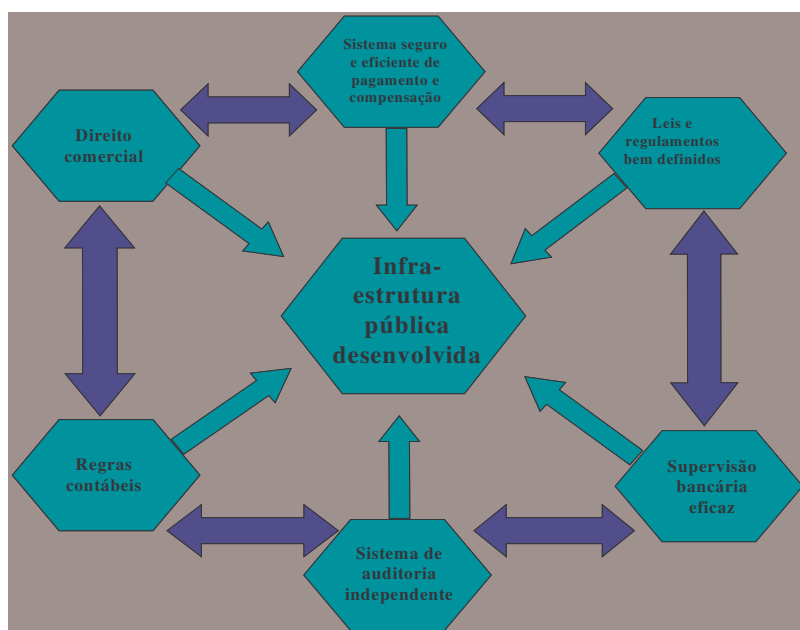 Sistema seguro
e eficiente de
pagamento e
compensação
Direito
comercial
Leis e
regulamentos
bem definidos
Infra-
estrutura
pública
desenvolvida
Regras
contábeis
Supervisão
bancária
eficaz
Sistema de
auditoria
independente